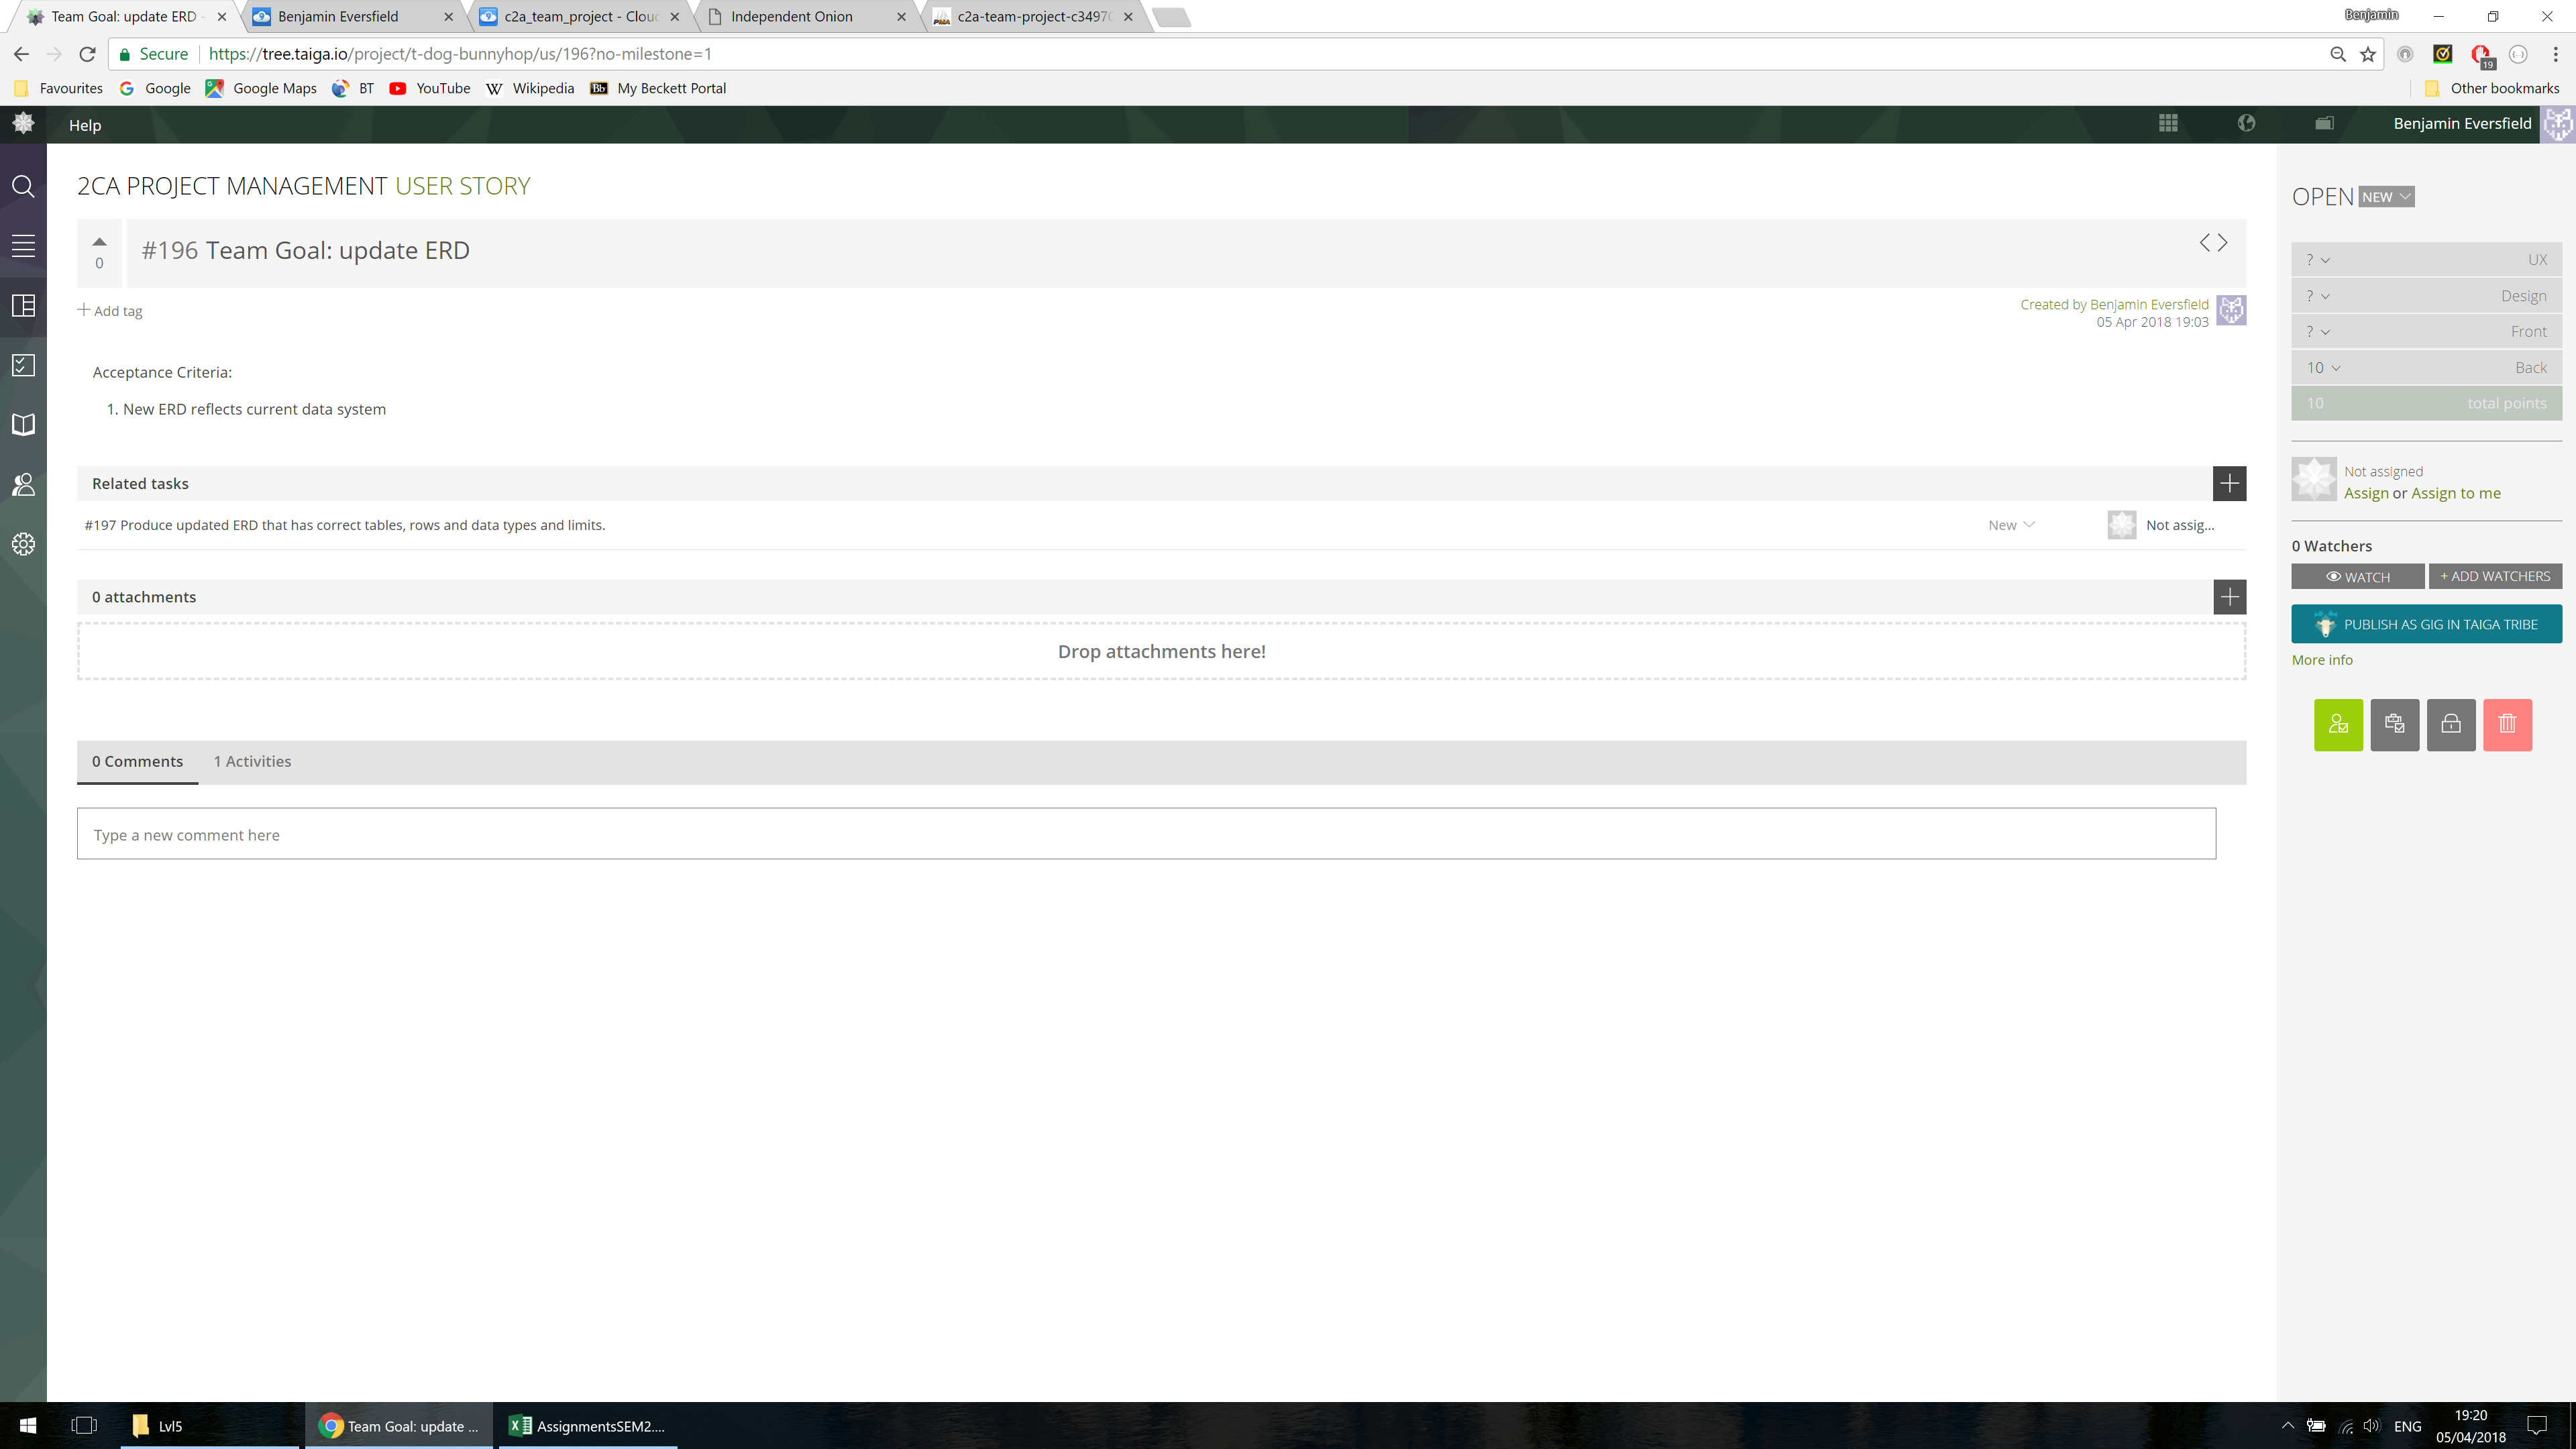 Team Goal: update ERD -
Benjamin Eversfield
c2a_team_project - Clou
Independent Onion
c2a-team-project-c3497
Benjamin
Secure
https://tree.taiga.io/project/t-dog-bunnyhop/us/196?no-milestone=1
19
Favourites
Google
Google Maps
BT
YouTube
W Wikipedia
Bb My Beckett Portal
Other bookmarks
Help
Benjamin Eversfield
2CA PROJECT MANAGEMENT USER STORY
0
#196 Team Goal: update ERD
Add tag
Created by Benjamin Eversfield
05 Apr 2018 19:03
Acceptance Criteria:
1. New ERD reflects current data system
Related tasks
#197 Produce updated ERD that has correct tables, rows and data types and limits.
New
Not assig...
0 attachments
Drop attachments here!
0 Comments
1 Activities
Type a new comment here
OPEN NEW
? UX
? Design
? Front
10 Back
10 total points
Not assigned
Assign or Assign to me
0 Watchers
WATCH
+ ADD WATCHERS
PUBLISH AS GIG IN TAIGA TRIBE
More info
Lvl5
Team Goal: update ...
AssignmentsSEM2....
ENG
19:20
05/04/2018